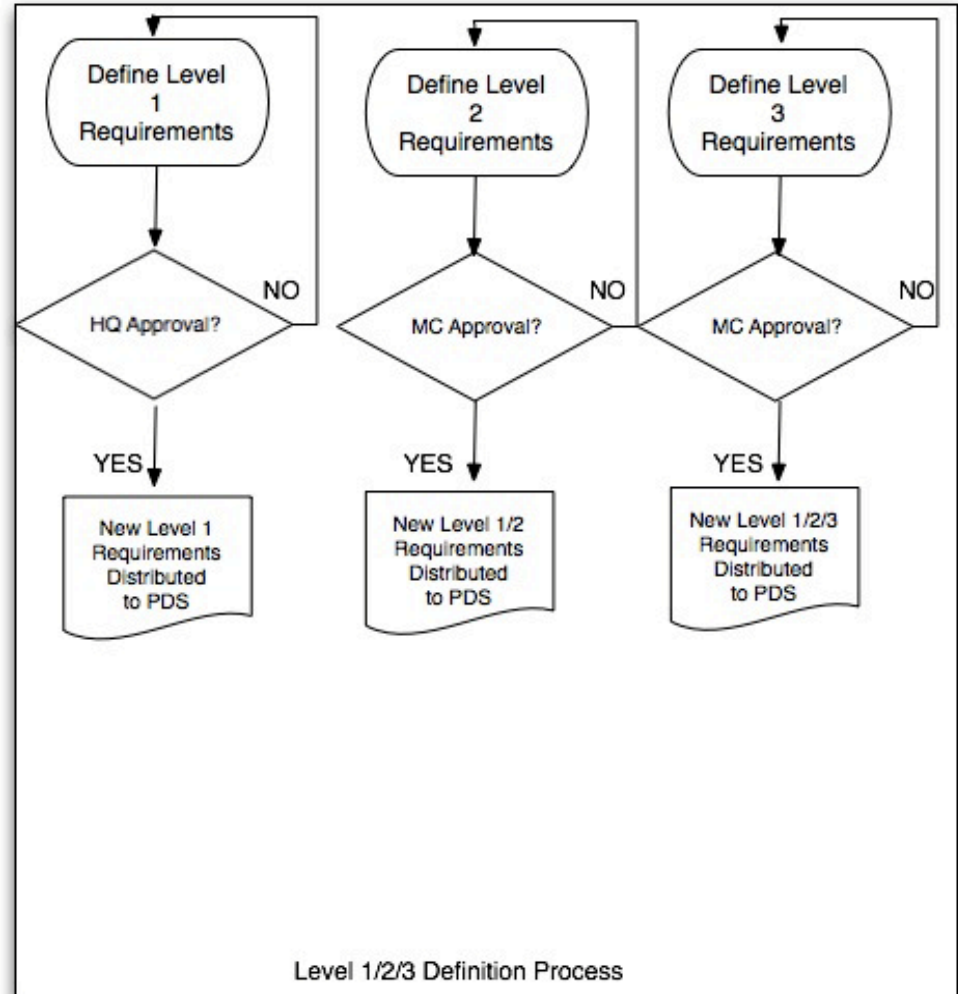 Define Level
1
Requirements
Define Level
2
Requirements
Define Level
3
Requirements
HQ Approval?
NO
MC Approval?
NO
MC Approval?
NO
YES
YES
YES
New Level 1
Requirements
Distributed
to PDS
New Level 1/2
Requirements
Distributed
to PDS
New Level 1/2/3
Requirements
Distributed
to PDS
Level 1/2/3 Definition Process